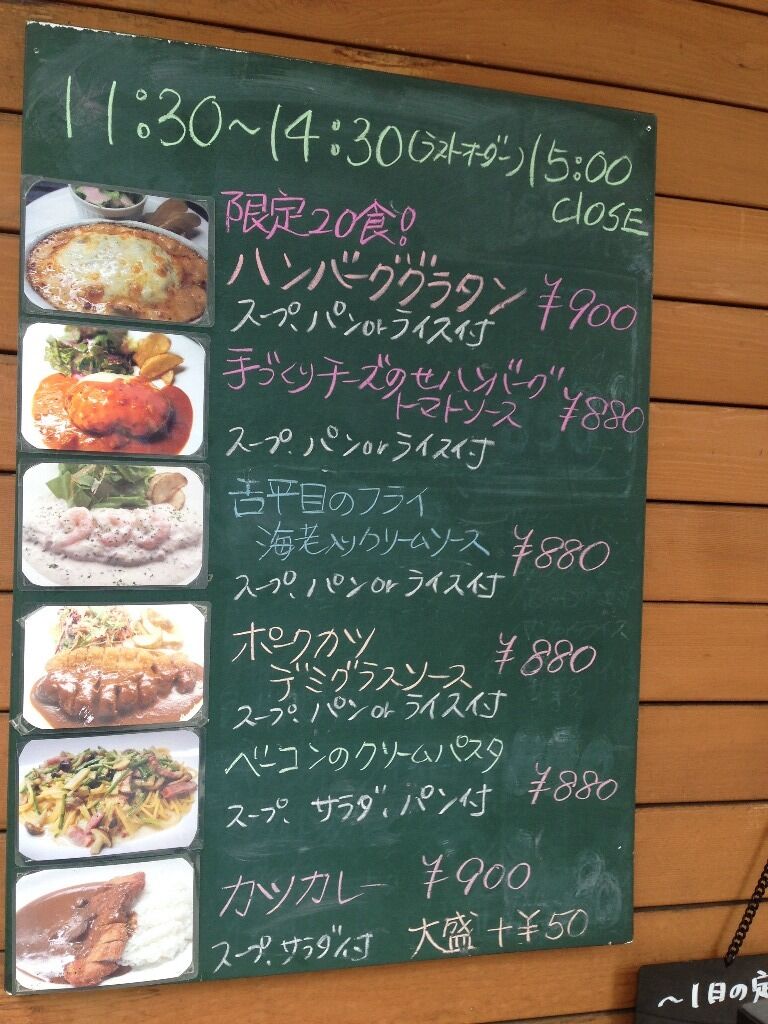 11:30～14:30(ラストオーダー)15:00
CLOSE
限定20食!
ハンバーググラタン ¥900
スープ、パンorライス付
手づくりチーズのせハンバーグ
トマトソース ¥880
スープ、パンorライス付
舌平目のフライ
海老入りクリームソース ¥880
スープ、パンorライス付
ポークカツ
デミグラスソース ¥880
スープ、パンorライス付
ベーコンのクリームパスタ
スープ、サラダ、パン付 ¥880
カツカレー ¥900
スープ、サラダ付 大盛+¥50
～1日の定